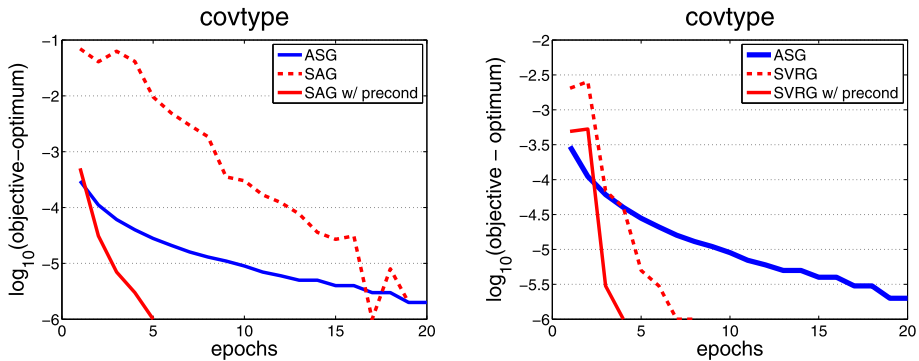 covtype
log10(objective−optimum)
−1
−2
−3
−4
−5
−6
0
5
10
15
20
epochs
ASG
SAG
SAG w/ precond
covtype
log10(objective − optimum)
−2
−2.5
−3
−3.5
−4
−4.5
−5
−5.5
−6
0
5
10
15
20
epochs
ASG
SVRG
SVRG w/ precond